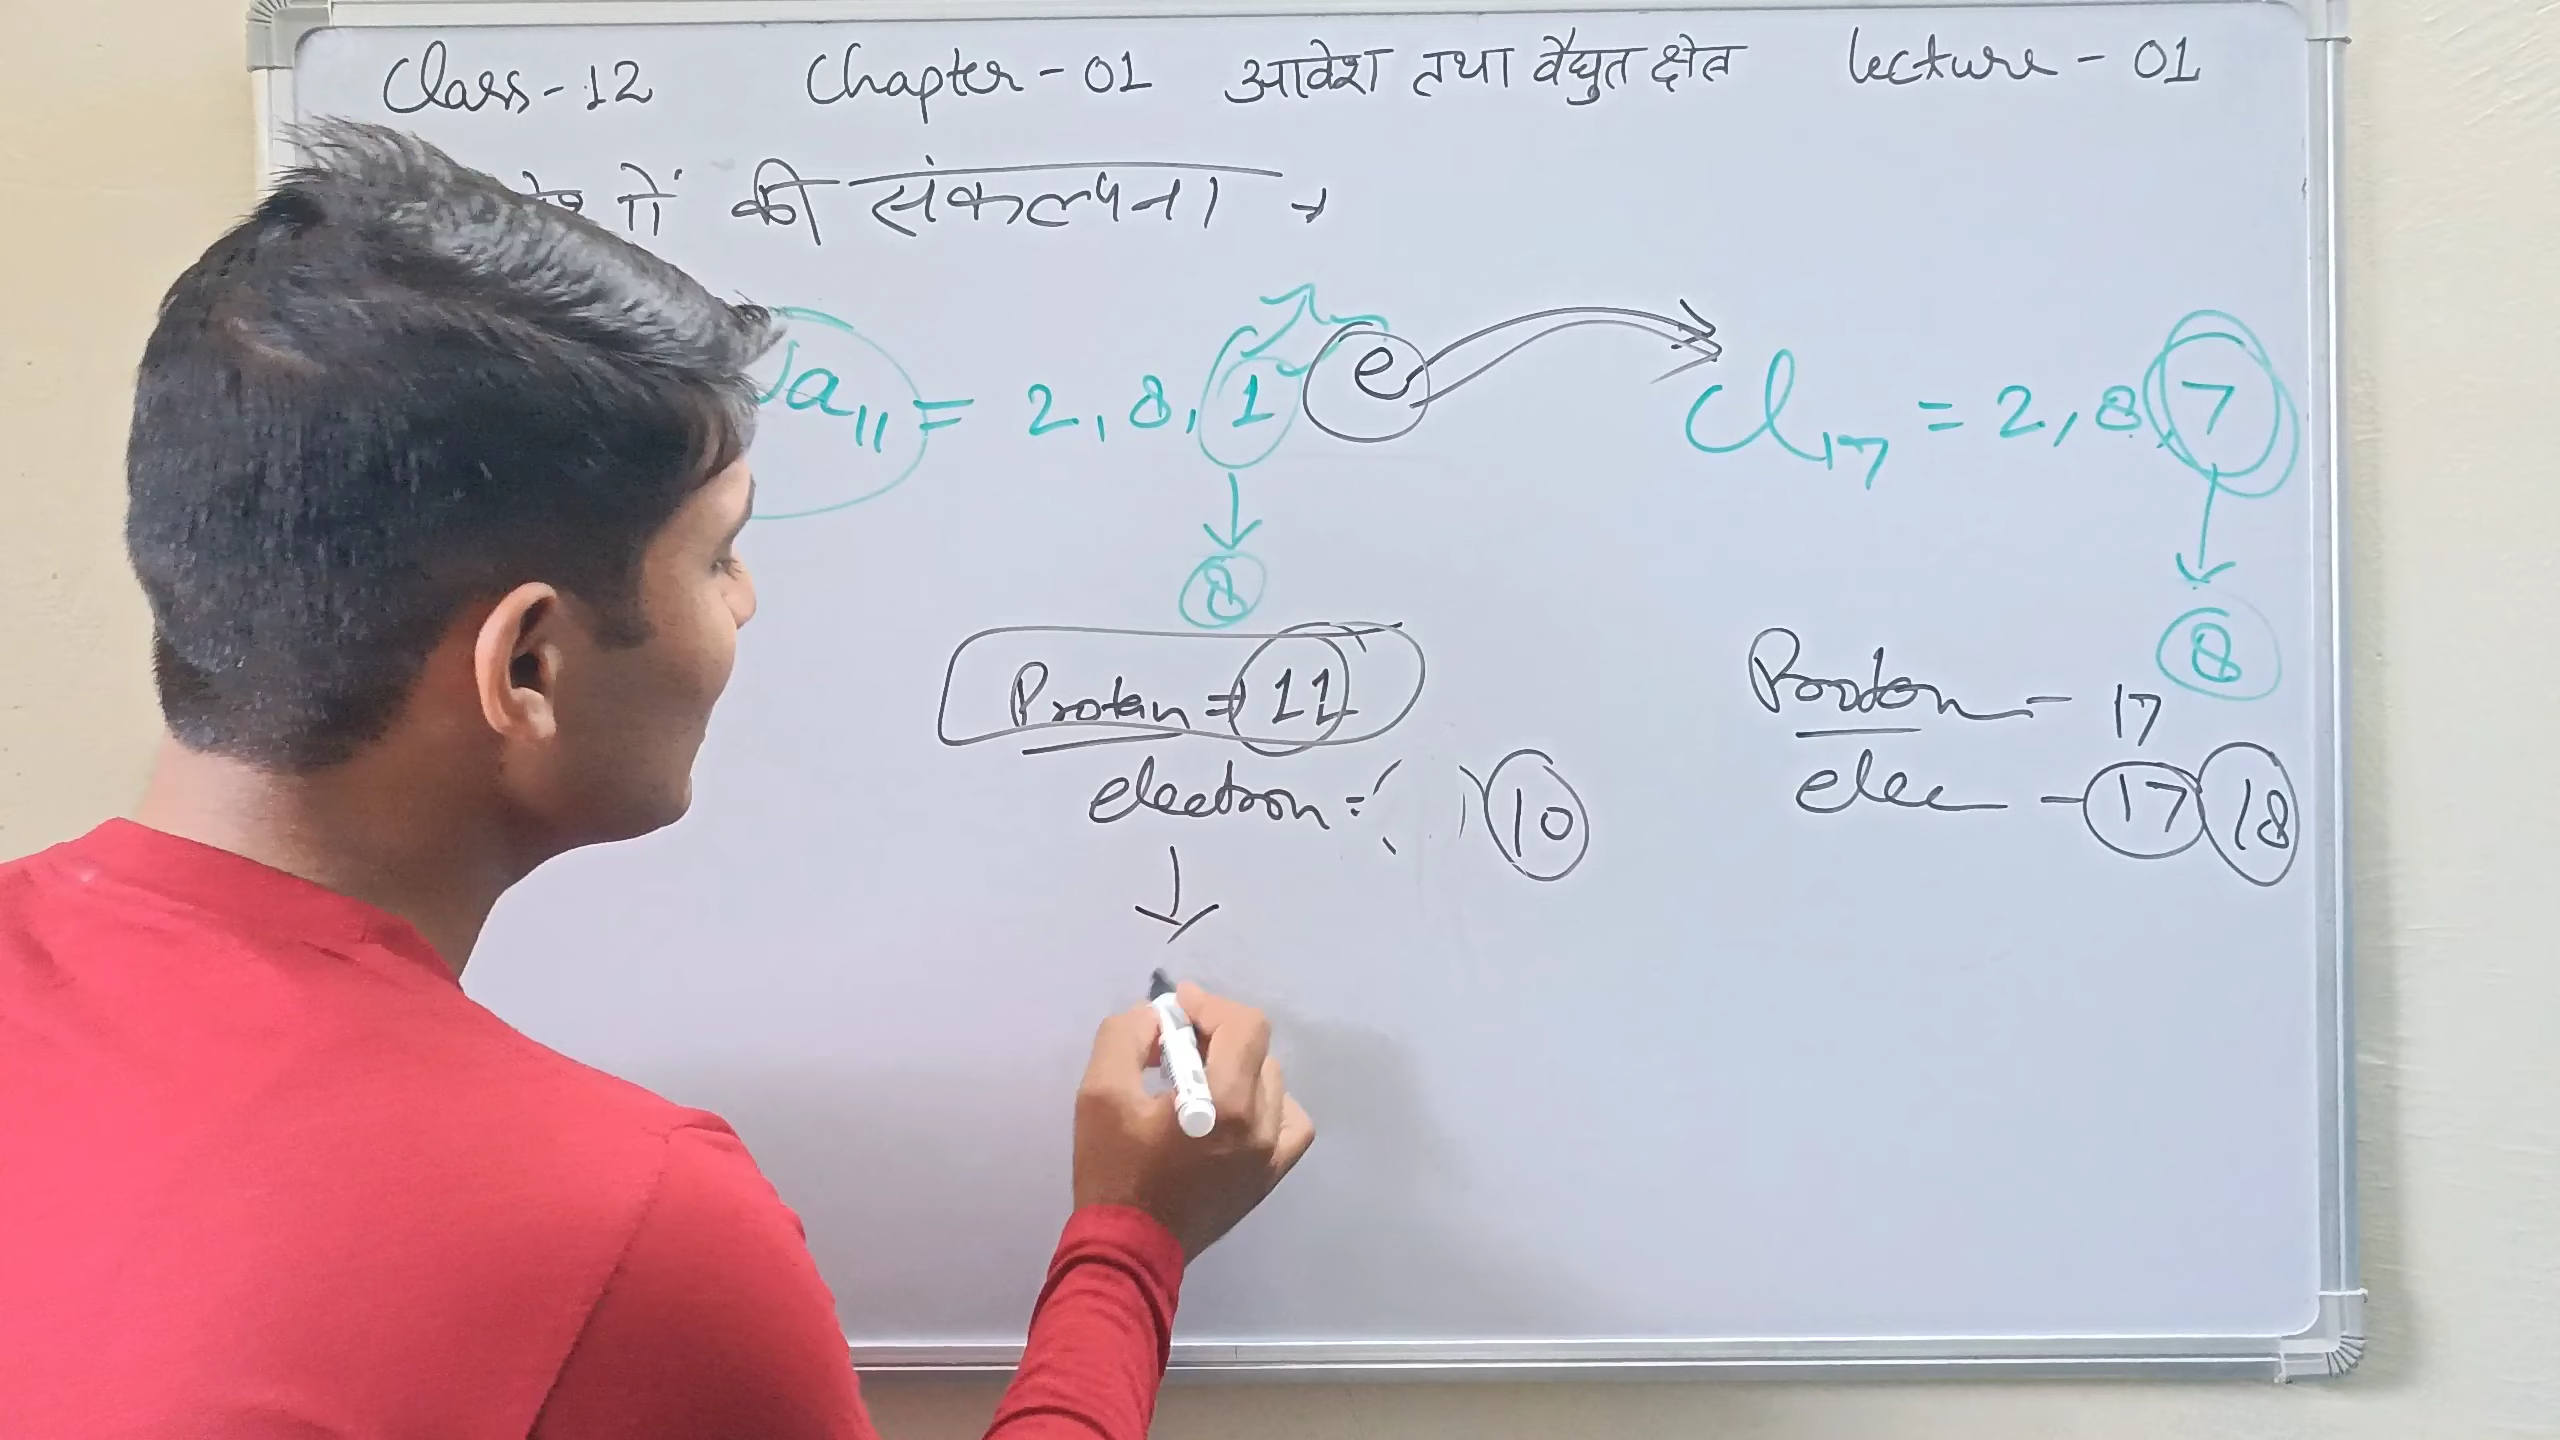 Class-12 Chapter-01 आवेश तथा वैद्युत क्षेत्र lecture-01
की संकल्पना →
a₁₁ = 2, 8, 1 e Cl₁₇ = 2, 8, 7
8
8
Protan = 11 Proton - 17
electron = ( ) 10 elec - 17 18